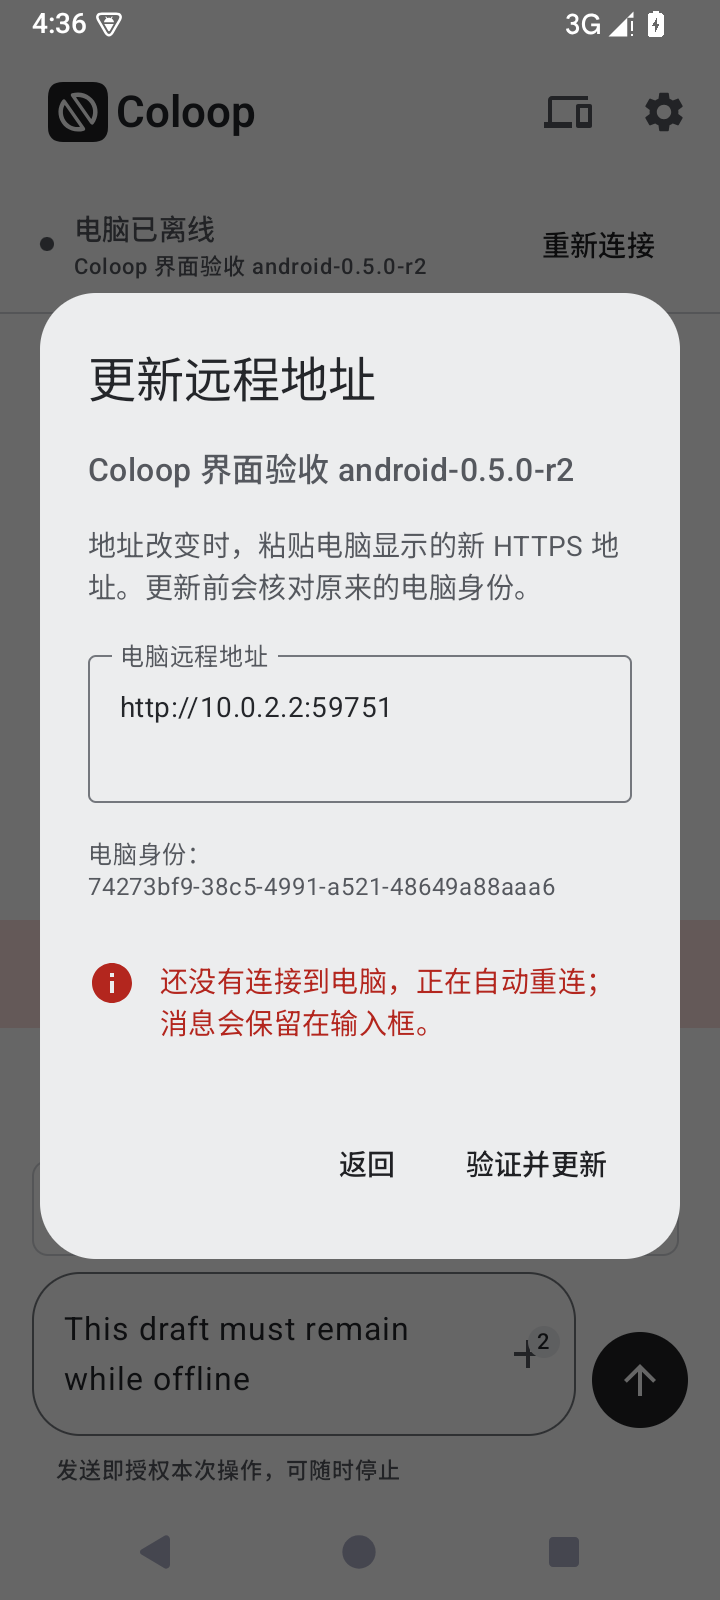 4:36
3G
Coloop
电脑已离线
Coloop 界面验收 android-0.5.0-r2
重新连接
更新远程地址
Coloop 界面验收 android-0.5.0-r2
地址改变时，粘贴电脑显示的新 HTTPS 地
址。更新前会核对原来的电脑身份。
电脑远程地址
http://10.0.2.2:59751
电脑身份：
74273bf9-38c5-4991-a521-48649a88aaa6
还没有连接到电脑，正在自动重连；
消息会保留在输入框。
返回
验证并更新
This draft must remain
while offline
2
发送即授权本次操作，可随时停止